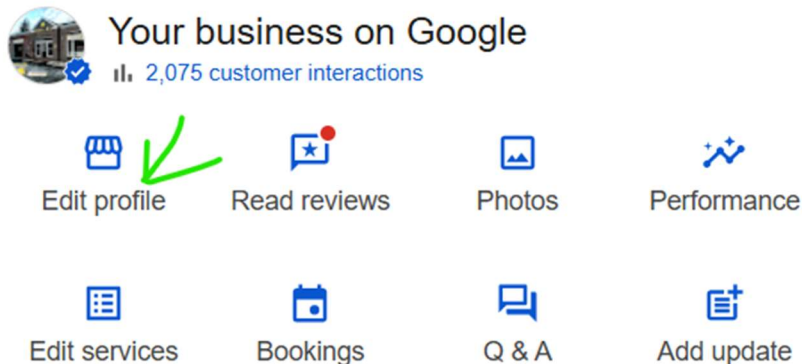 Your business on Google
2,075 customer interactions
Edit profile Read reviews Photos Performance
Edit services Bookings Q & A Add update